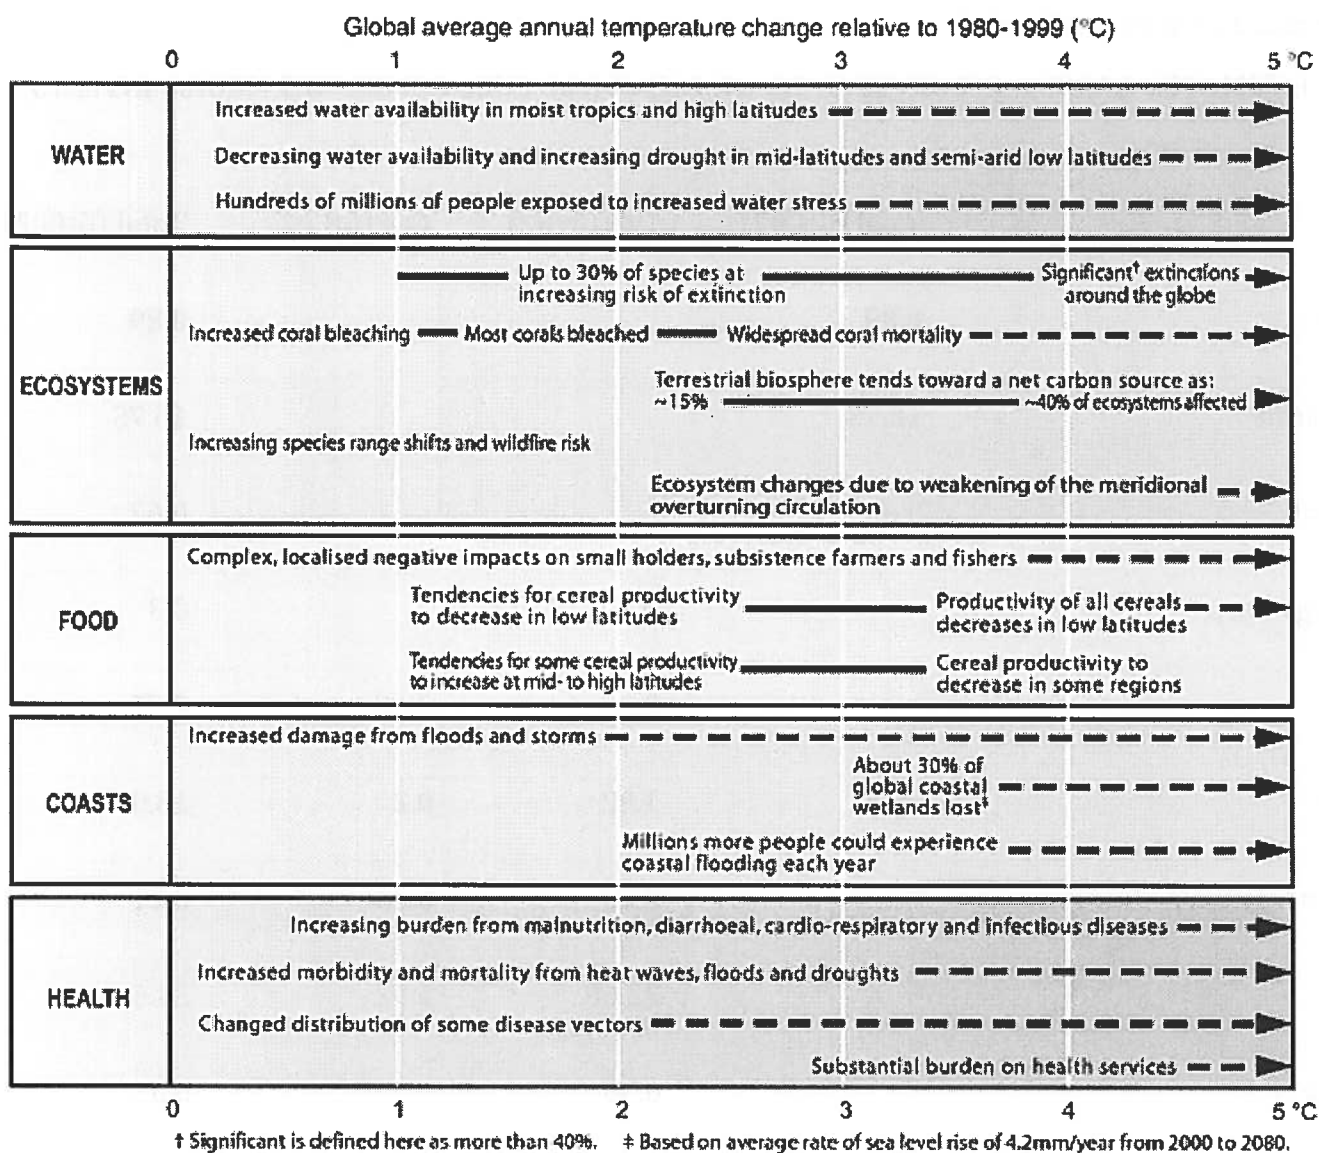 Global average annual temperature change relative to 1980-1999 (°C)
0 1 2 3 4 5 °C
WATER
Increased water availability in moist tropics and high latitudes
Decreasing water availability and increasing drought in mid-latitudes and semi-arid low latitudes
Hundreds of millions of people exposed to increased water stress
ECOSYSTEMS
Up to 30% of species at
increasing risk of extinction
Significant† extinctions
around the globe
Increased coral bleaching Most corals bleached Widespread coral mortality
Terrestrial biosphere tends toward a net carbon source as:
~15% ~40% of ecosystems affected
Increasing species range shifts and wildfire risk
Ecosystem changes due to weakening of the meridional
overturning circulation
FOOD
Complex, localised negative impacts on small holders, subsistence farmers and fishers
Tendencies for cereal productivity
to decrease in low latitudes
Productivity of all cereals
decreases in low latitudes
Tendencies for some cereal productivity
to increase at mid- to high latitudes
Cereal productivity to
decrease in some regions
COASTS
Increased damage from floods and storms
About 30% of
global coastal
wetlands lost‡
Millions more people could experience
coastal flooding each year
HEALTH
Increasing burden from malnutrition, diarrhoeal, cardio-respiratory and infectious diseases
Increased morbidity and mortality from heat waves, floods and droughts
Changed distribution of some disease vectors
Substantial burden on health services
0 1 2 3 4 5 °C
† Significant is defined here as more than 40%. ‡ Based on average rate of sea level rise of 4.2mm/year from 2000 to 2080.